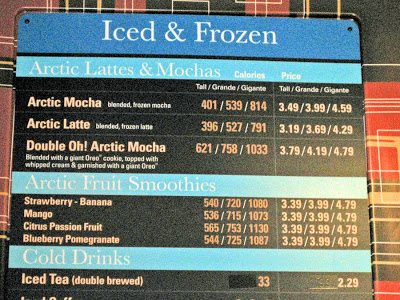 Iced & Frozen
Arctic Lattes & Mochas Calories Price
Tall / Grande / Gigante Tall / Grande / Gigante
Arctic Mocha blended, frozen mocha 401 / 539 / 814 3.49 / 3.99 / 4.59
Arctic Latte blended, frozen latte 396 / 527 / 791 3.19 / 3.69 / 4.29
Double Oh! Arctic Mocha 621 / 758 / 1033 3.79 / 4.19 / 4.79
Blended with a giant Oreo® cookie, topped with
whipped cream & garnished with a giant Oreo®
Arctic Fruit Smoothies
Strawberry - Banana 540 / 720 / 1080 3.39 / 3.99 / 4.79
Mango 536 / 715 / 1073 3.39 / 3.99 / 4.79
Citrus Passion Fruit 565 / 753 / 1130 3.39 / 3.99 / 4.79
Blueberry Pomegranate 544 / 725 / 1087 3.39 / 3.99 / 4.79
Cold Drinks
Iced Tea (double brewed) 33 2.29